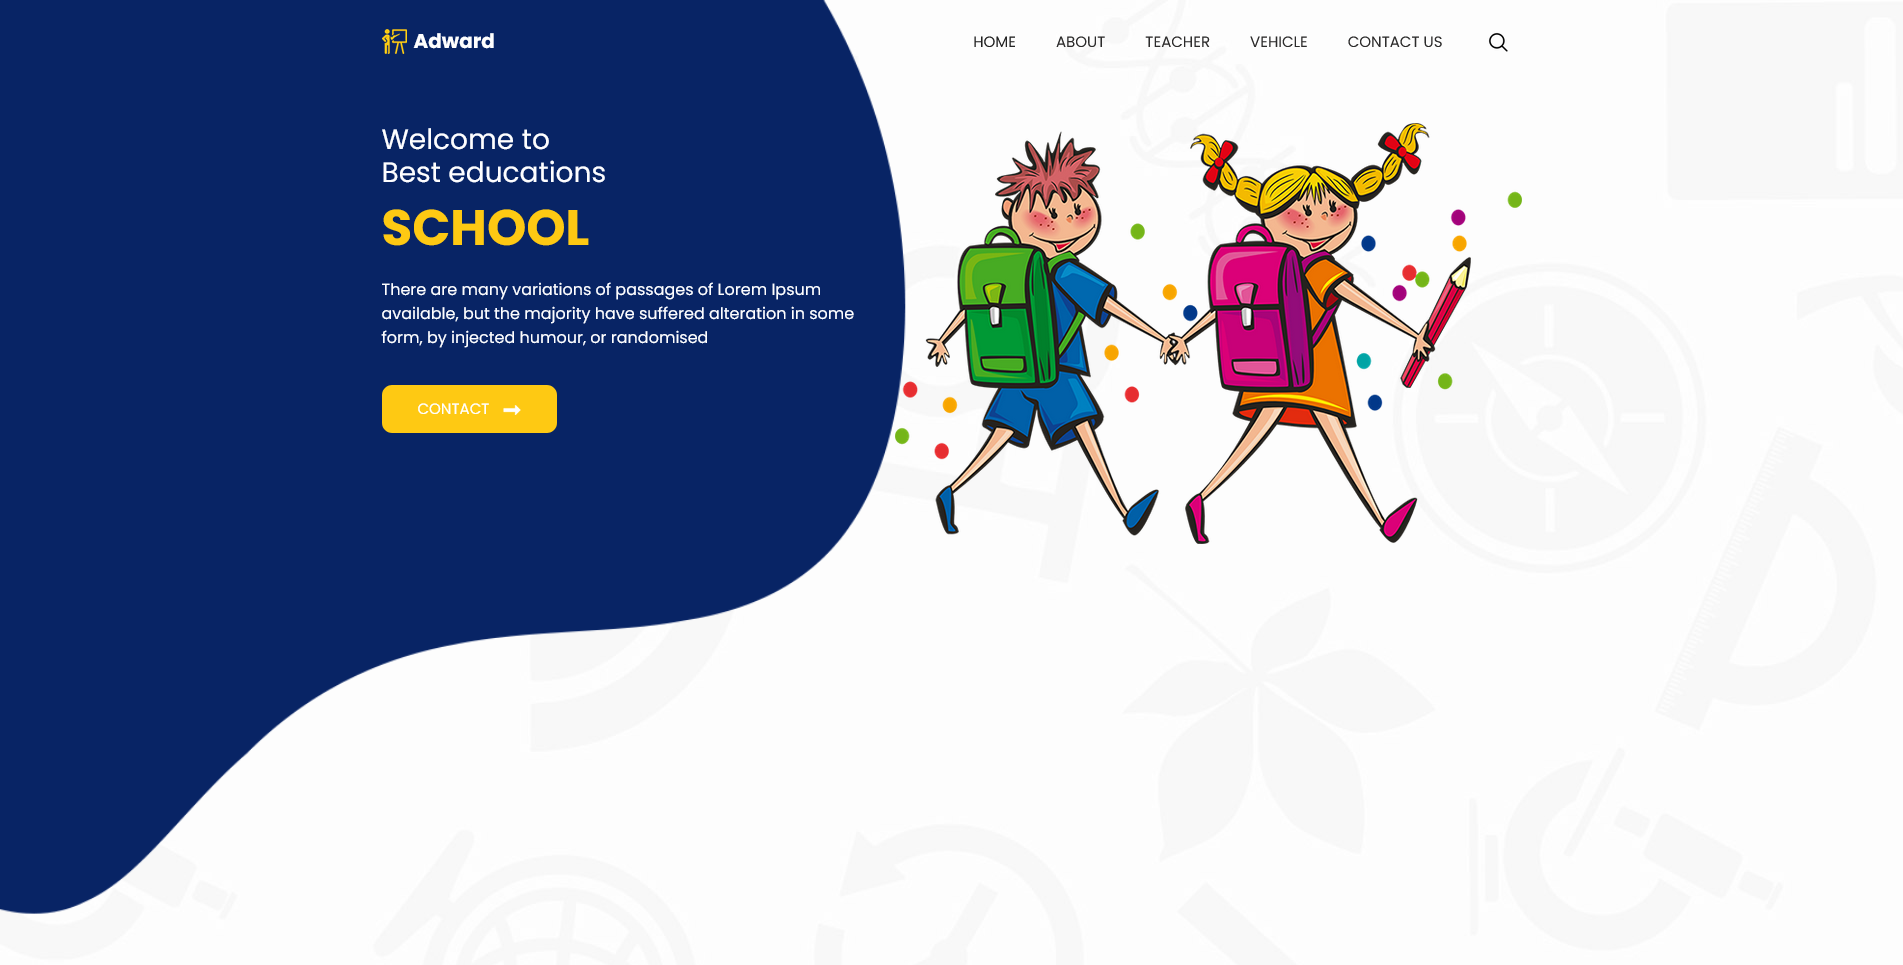 Adward
HOME ABOUT TEACHER VEHICLE CONTACT US
Welcome to
Best educations
SCHOOL
There are many variations of passages of Lorem Ipsum
available, but the majority have suffered alteration in some
form, by injected humour, or randomised
CONTACT